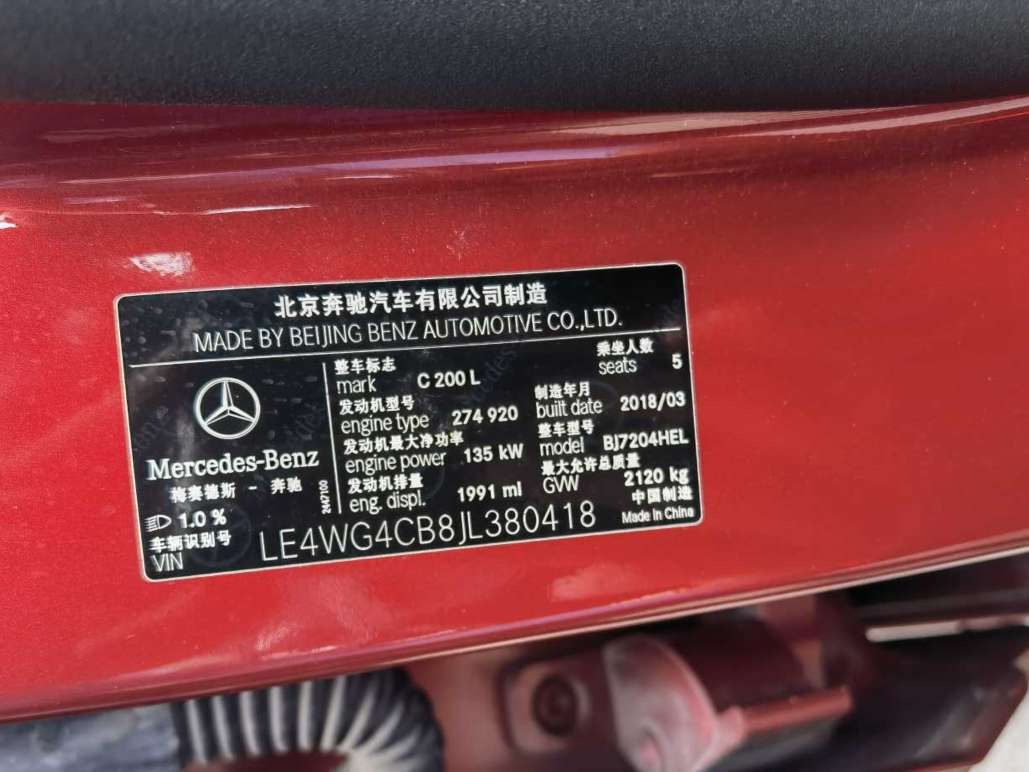 北京奔驰汽车有限公司制造
MADE BY BEIJING BENZ AUTOMOTIVE CO.,LTD.
Mercedes-Benz
梅赛德斯 - 奔驰
1.0 %
2447100
整车标志
mark C 200 L
乘坐人数
seats 5
发动机型号
engine type 274 920
制造年月
built date 2018/03
发动机最大净功率
engine power 135 kW
整车型号
model BJ7204HEL
发动机排量
eng. displ. 1991 ml
最大允许总质量
GVW 2120 kg
中国制造
Made in China
车辆识别号
VIN LE4WG4CB8JL380418